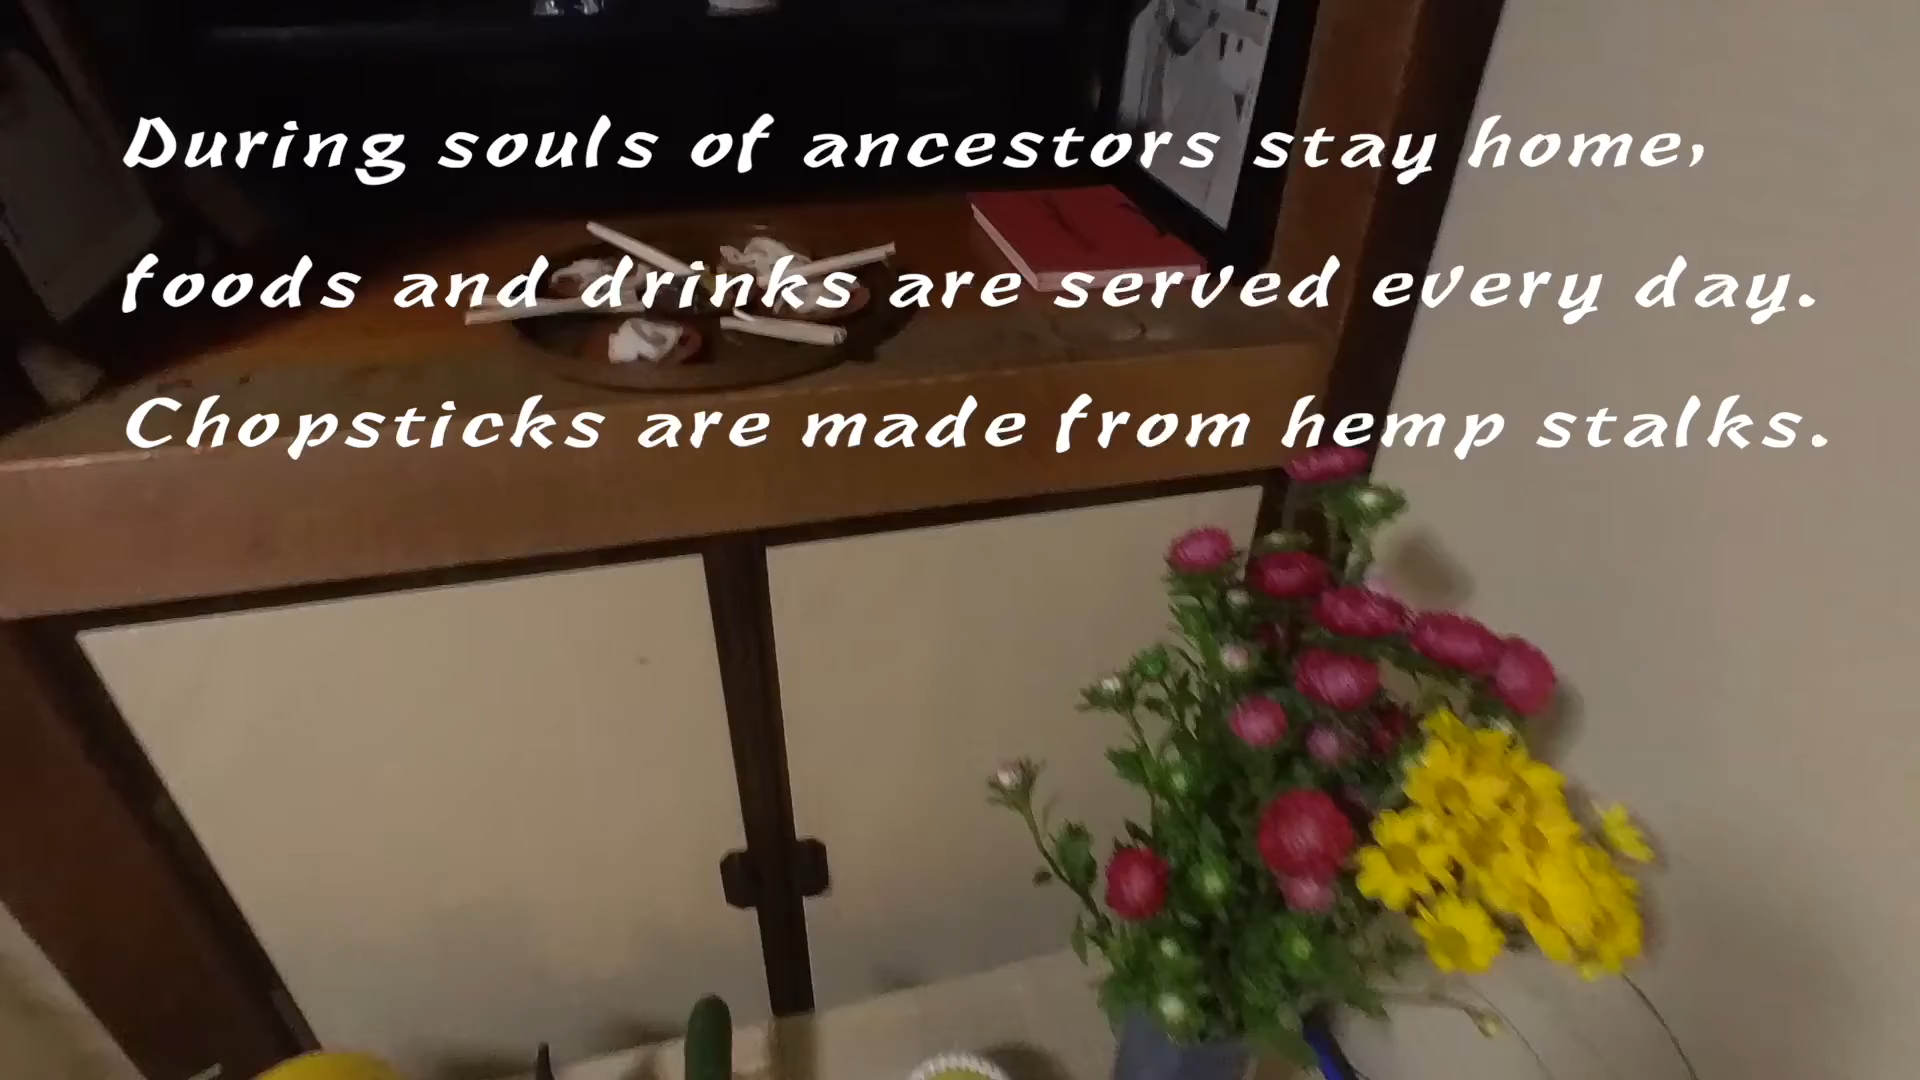 During souls of ancestors stay home,
foods and drinks are served every day.
Chopsticks are made from hemp stalks.